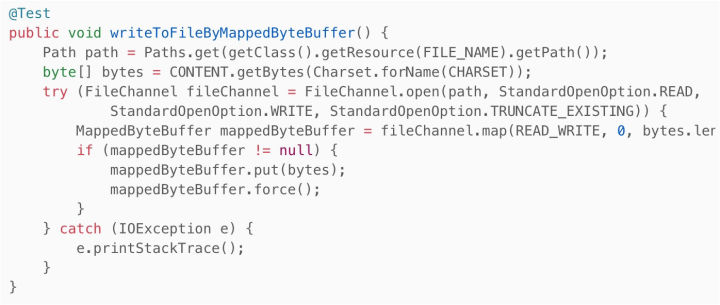 @Test
public void writeToFileByMappedByteBuffer() {
    Path path = Paths.get(getClass().getResource(FILE_NAME).getPath());
    byte[] bytes = CONTENT.getBytes(Charset.forName(CHARSET));
    try (FileChannel fileChannel = FileChannel.open(path, StandardOpenOption.READ,
            StandardOpenOption.WRITE, StandardOpenOption.TRUNCATE_EXISTING)) {
        MappedByteBuffer mappedByteBuffer = fileChannel.map(READ_WRITE, 0, bytes.len
        if (mappedByteBuffer != null) {
            mappedByteBuffer.put(bytes);
            mappedByteBuffer.force();
        }
    } catch (IOException e) {
        e.printStackTrace();
    }
}